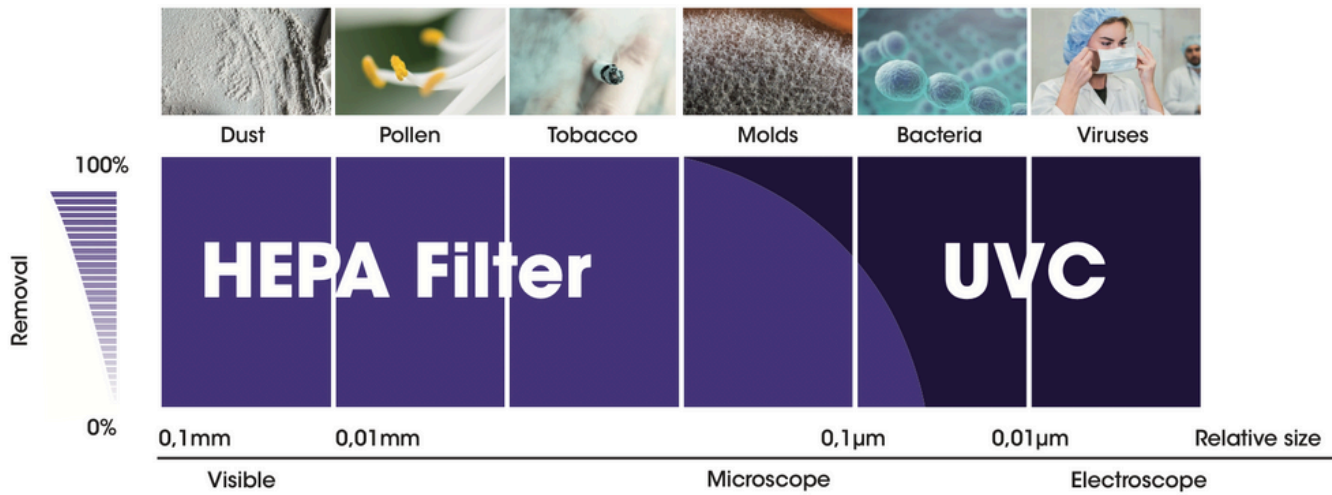 Dust Pollen Tobacco Molds Bacteria Viruses
100%
HEPA Filter UVC
Removal
0%
0,1mm 0,01mm 0,1µm 0,01µm Relative size
Visible Microscope Electroscope